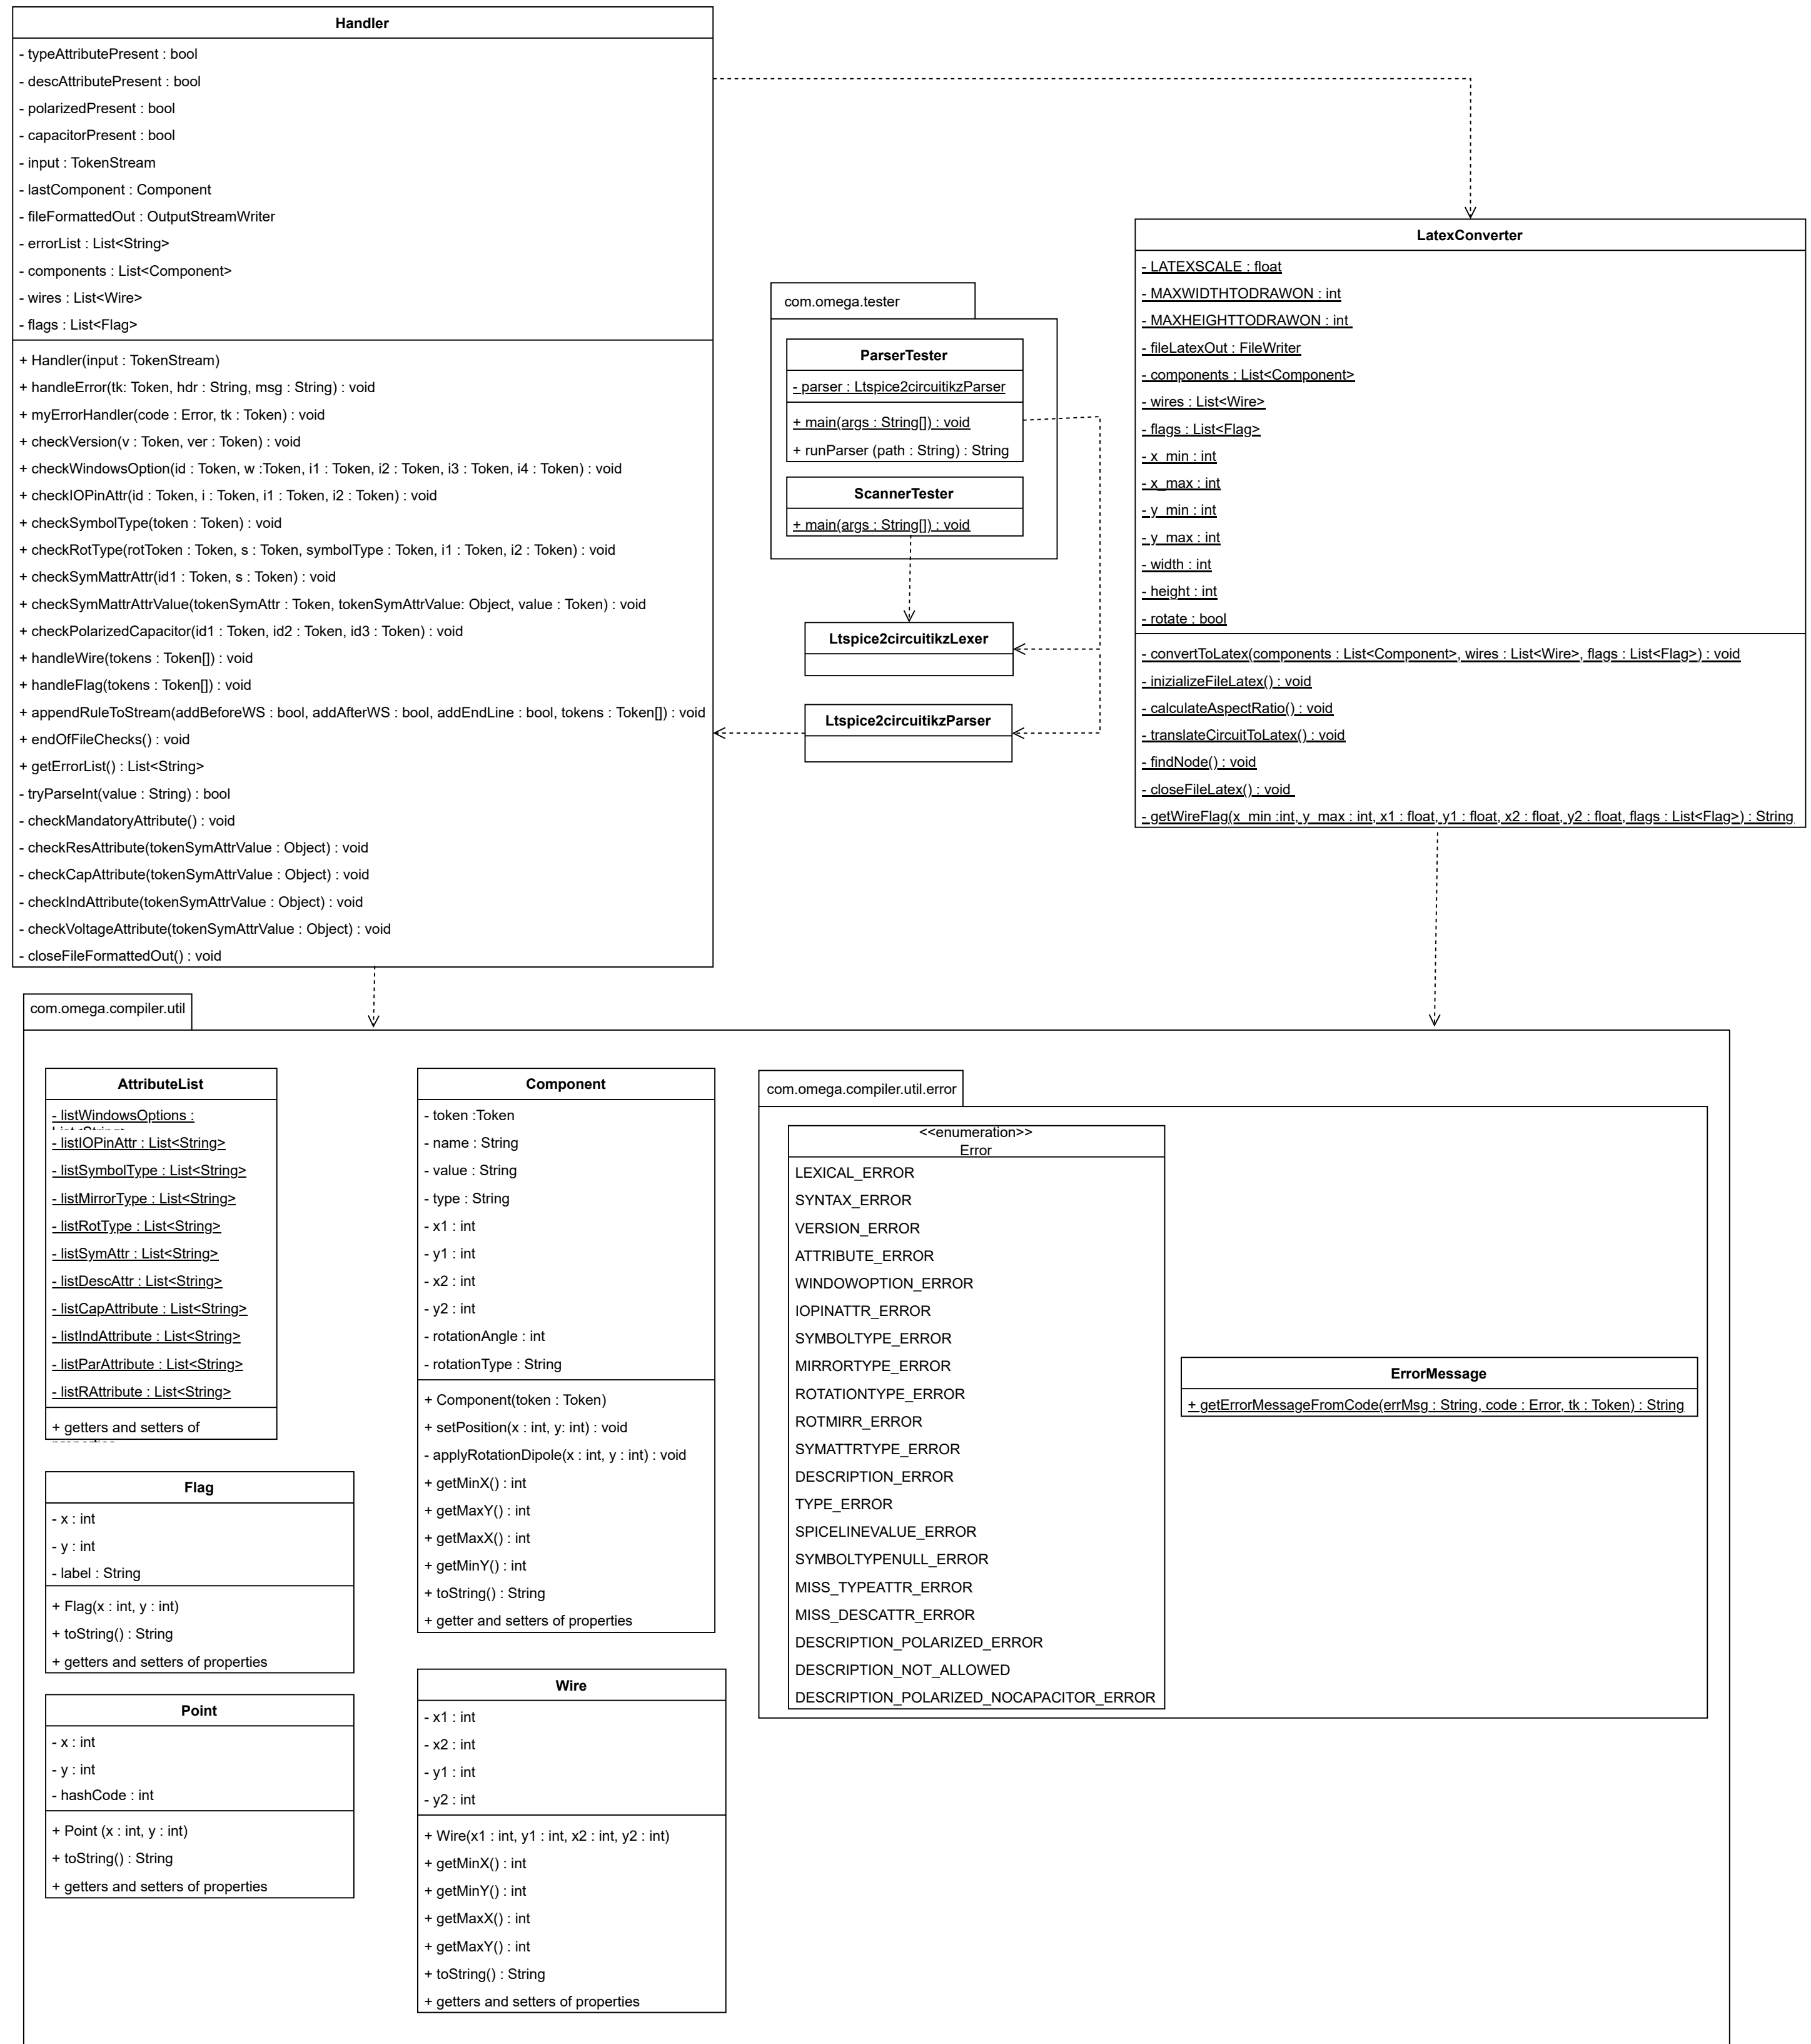 Handler
- typeAttributePresent : bool
- descAttributePresent : bool
- polarizedPresent : bool
- capacitorPresent : bool
- input : TokenStream
- lastComponent : Component
- fileFormattedOut : OutputStreamWriter
- errorList : List<String>
- components : List<Component>
- wires : List<Wire>
- flags : List<Flag>
+ Handler(input : TokenStream)
+ handleError(tk: Token, hdr : String, msg : String) : void
+ myErrorHandler(code : Error, tk : Token) : void
+ checkVersion(v : Token, ver : Token) : void
+ checkWindowsOption(id : Token, w :Token, i1 : Token, i2 : Token, i3 : Token, i4 : Token) : void
+ checkIOPinAttr(id : Token, i : Token, i1 : Token, i2 : Token) : void
+ checkSymbolType(token : Token) : void
+ checkRotType(rotToken : Token, s : Token, symbolType : Token, i1 : Token, i2 : Token) : void
+ checkSymMattrAttr(id1 : Token, s : Token) : void
+ checkSymMattrAttrValue(tokenSymAttr : Token, tokenSymAttrValue: Object, value : Token) : void
+ checkPolarizedCapacitor(id1 : Token, id2 : Token, id3 : Token) : void
+ handleWire(tokens : Token[]) : void
+ handleFlag(tokens : Token[]) : void
+ appendRuleToStream(addBeforeWS : bool, addAfterWS : bool, addEndLine : bool, tokens : Token[]) : void
+ endOfFileChecks() : void
+ getErrorList() : List<String>
- tryParseInt(value : String) : bool
- checkMandatoryAttribute() : void
- checkResAttribute(tokenSymAttrValue : Object) : void
- checkCapAttribute(tokenSymAttrValue : Object) : void
- checkIndAttribute(tokenSymAttrValue : Object) : void
- checkVoltageAttribute(tokenSymAttrValue : Object) : void
- closeFileFormattedOut() : void
com.omega.tester
ParserTester
- parser : Ltspice2circuitikzParser
+ main(args : String[]) : void
+ runParser (path : String) : String
ScannerTester
+ main(args : String[]) : void
Ltspice2circuitikzLexer
Ltspice2circuitikzParser
LatexConverter
- LATEXSCALE : float
- MAXWIDTHTODRAWON : int
- MAXHEIGHTTODRAWON : int
- fileLatexOut : FileWriter
- components : List<Component>
- wires : List<Wire>
- flags : List<Flag>
- x_min : int
- x_max : int
- y_min : int
- y_max : int
- width : int
- height : int
- rotate : bool
- convertToLatex(components : List<Component>, wires : List<Wire>, flags : List<Flag>) : void
- inizializeFileLatex() : void
- calculateAspectRatio() : void
- translateCircuitToLatex() : void
- findNode() : void
- closeFileLatex() : void
- getWireFlag(x_min :int, y_max : int, x1 : float, y1 : float, x2 : float, y2 : float, flags : List<Flag>) : String
com.omega.compiler.util
AttributeList
- listWindowsOptions :
- listIOPinAttr : List<String>
- listSymbolType : List<String>
- listMirrorType : List<String>
- listRotType : List<String>
- listSymAttr : List<String>
- listDescAttr : List<String>
- listCapAttribute : List<String>
- listIndAttribute : List<String>
- listParAttribute : List<String>
- listRAttribute : List<String>
+ getters and setters of
Flag
- x : int
- y : int
- label : String
+ Flag(x : int, y : int)
+ toString() : String
+ getters and setters of properties
Point
- x : int
- y : int
- hashCode : int
+ Point (x : int, y : int)
+ toString() : String
+ getters and setters of properties
Component
- token :Token
- name : String
- value : String
- type : String
- x1 : int
- y1 : int
- x2 : int
- y2 : int
- rotationAngle : int
- rotationType : String
+ Component(token : Token)
+ setPosition(x : int, y: int) : void
- applyRotationDipole(x : int, y : int) : void
+ getMinX() : int
+ getMaxY() : int
+ getMaxX() : int
+ getMinY() : int
+ toString() : String
+ getter and setters of properties
Wire
- x1 : int
- x2 : int
- y1 : int
- y2 : int
+ Wire(x1 : int, y1 : int, x2 : int, y2 : int)
+ getMinX() : int
+ getMinY() : int
+ getMaxX() : int
+ getMaxY() : int
+ toString() : String
+ getters and setters of properties
com.omega.compiler.util.error
<<enumeration>>
Error
LEXICAL_ERROR
SYNTAX_ERROR
VERSION_ERROR
ATTRIBUTE_ERROR
WINDOWOPTION_ERROR
IOPINATTR_ERROR
SYMBOLTYPE_ERROR
MIRRORTYPE_ERROR
ROTATIONTYPE_ERROR
ROTMIRR_ERROR
SYMATTRTYPE_ERROR
DESCRIPTION_ERROR
TYPE_ERROR
SPICELINEVALUE_ERROR
SYMBOLTYPENULL_ERROR
MISS_TYPEATTR_ERROR
MISS_DESCATTR_ERROR
DESCRIPTION_POLARIZED_ERROR
DESCRIPTION_NOT_ALLOWED
DESCRIPTION_POLARIZED_NOCAPACITOR_ERROR
ErrorMessage
+ getErrorMessageFromCode(errMsg : String, code : Error, tk : Token) : String